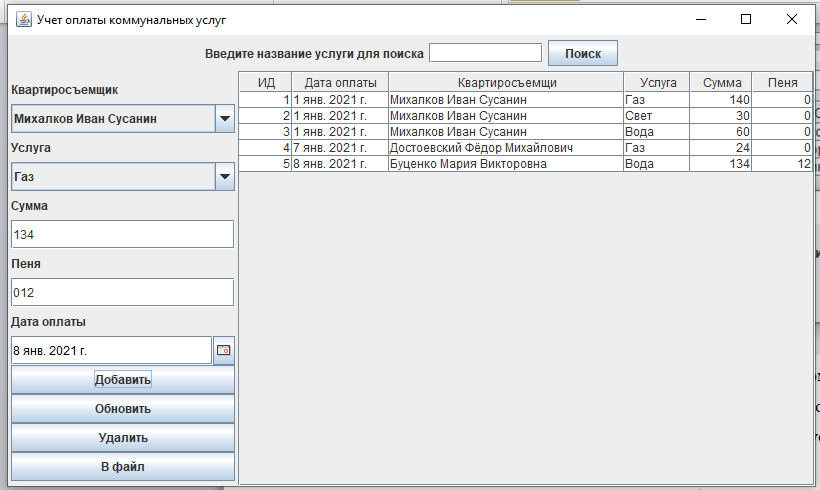 Учет оплаты коммунальных услуг
Введите название услуги для поиска Поиск
Квартиросъемщик
Михалков Иван Сусанин
Услуга
Газ
Сумма
134
Пеня
012
Дата оплаты
8 янв. 2021 г.
Добавить
Обновить
Удалить
В файл
ИД Дата оплаты Квартиросъемщи Услуга Сумма Пеня
1 1 янв. 2021 г. Михалков Иван Сусанин Газ 140 0
2 1 янв. 2021 г. Михалков Иван Сусанин Свет 30 0
3 1 янв. 2021 г. Михалков Иван Сусанин Вода 60 0
4 7 янв. 2021 г. Достоевский Фёдор Михайлович Газ 24 0
5 8 янв. 2021 г. Буценко Мария Викторовна Вода 134 12